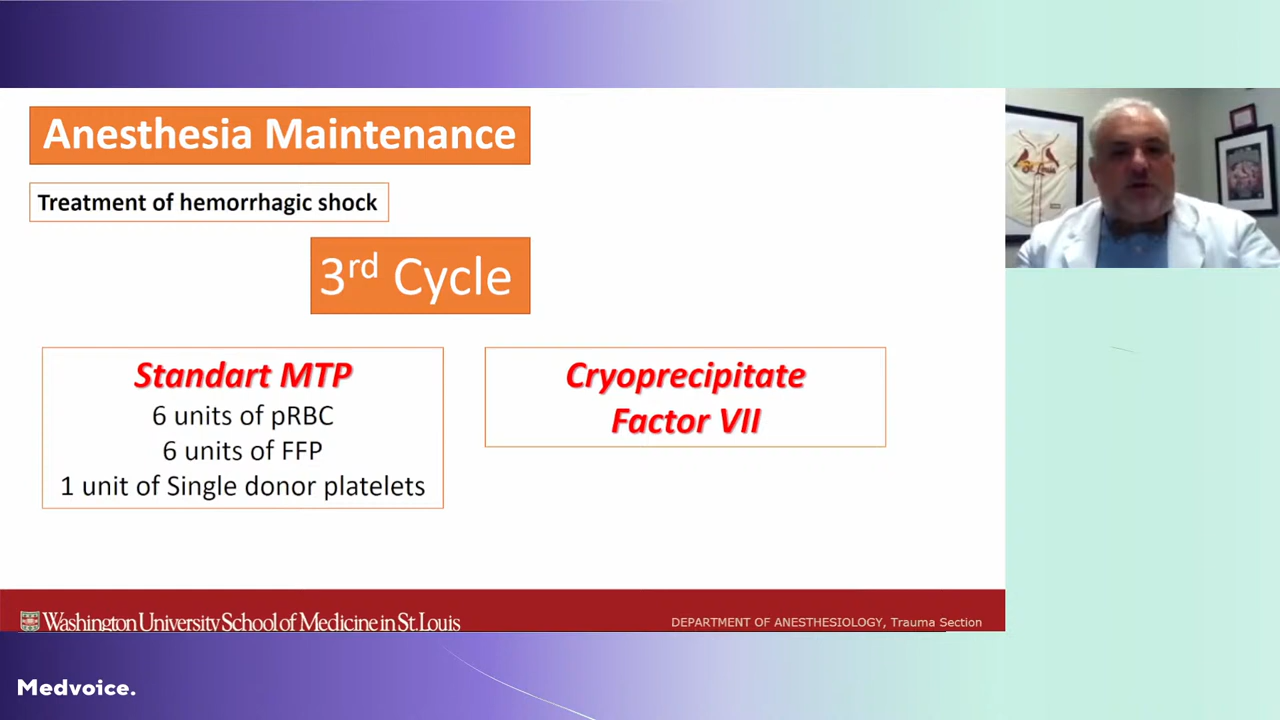 Anesthesia Maintenance
Treatment of hemorrhagic shock
3rd Cycle
Standart MTP
6 units of pRBC
6 units of FFP
1 unit of Single donor platelets
Cryoprecipitate
Factor VII
St. Louis
Washington University School of Medicine in St. Louis
DEPARTMENT OF ANESTHESIOLOGY, Trauma Section
Medvoice.